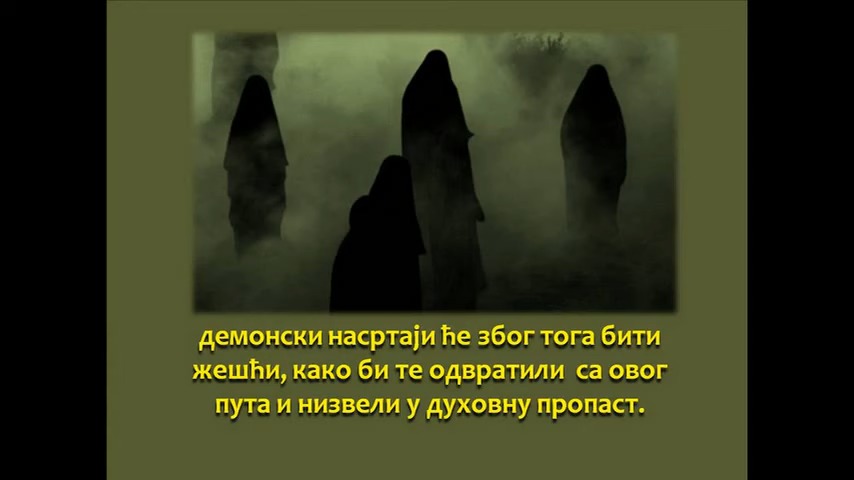 демонски насртаји ће због тога бити
жешћи, како би те одвратили са овог
пута и низвели у духовну пропаст.